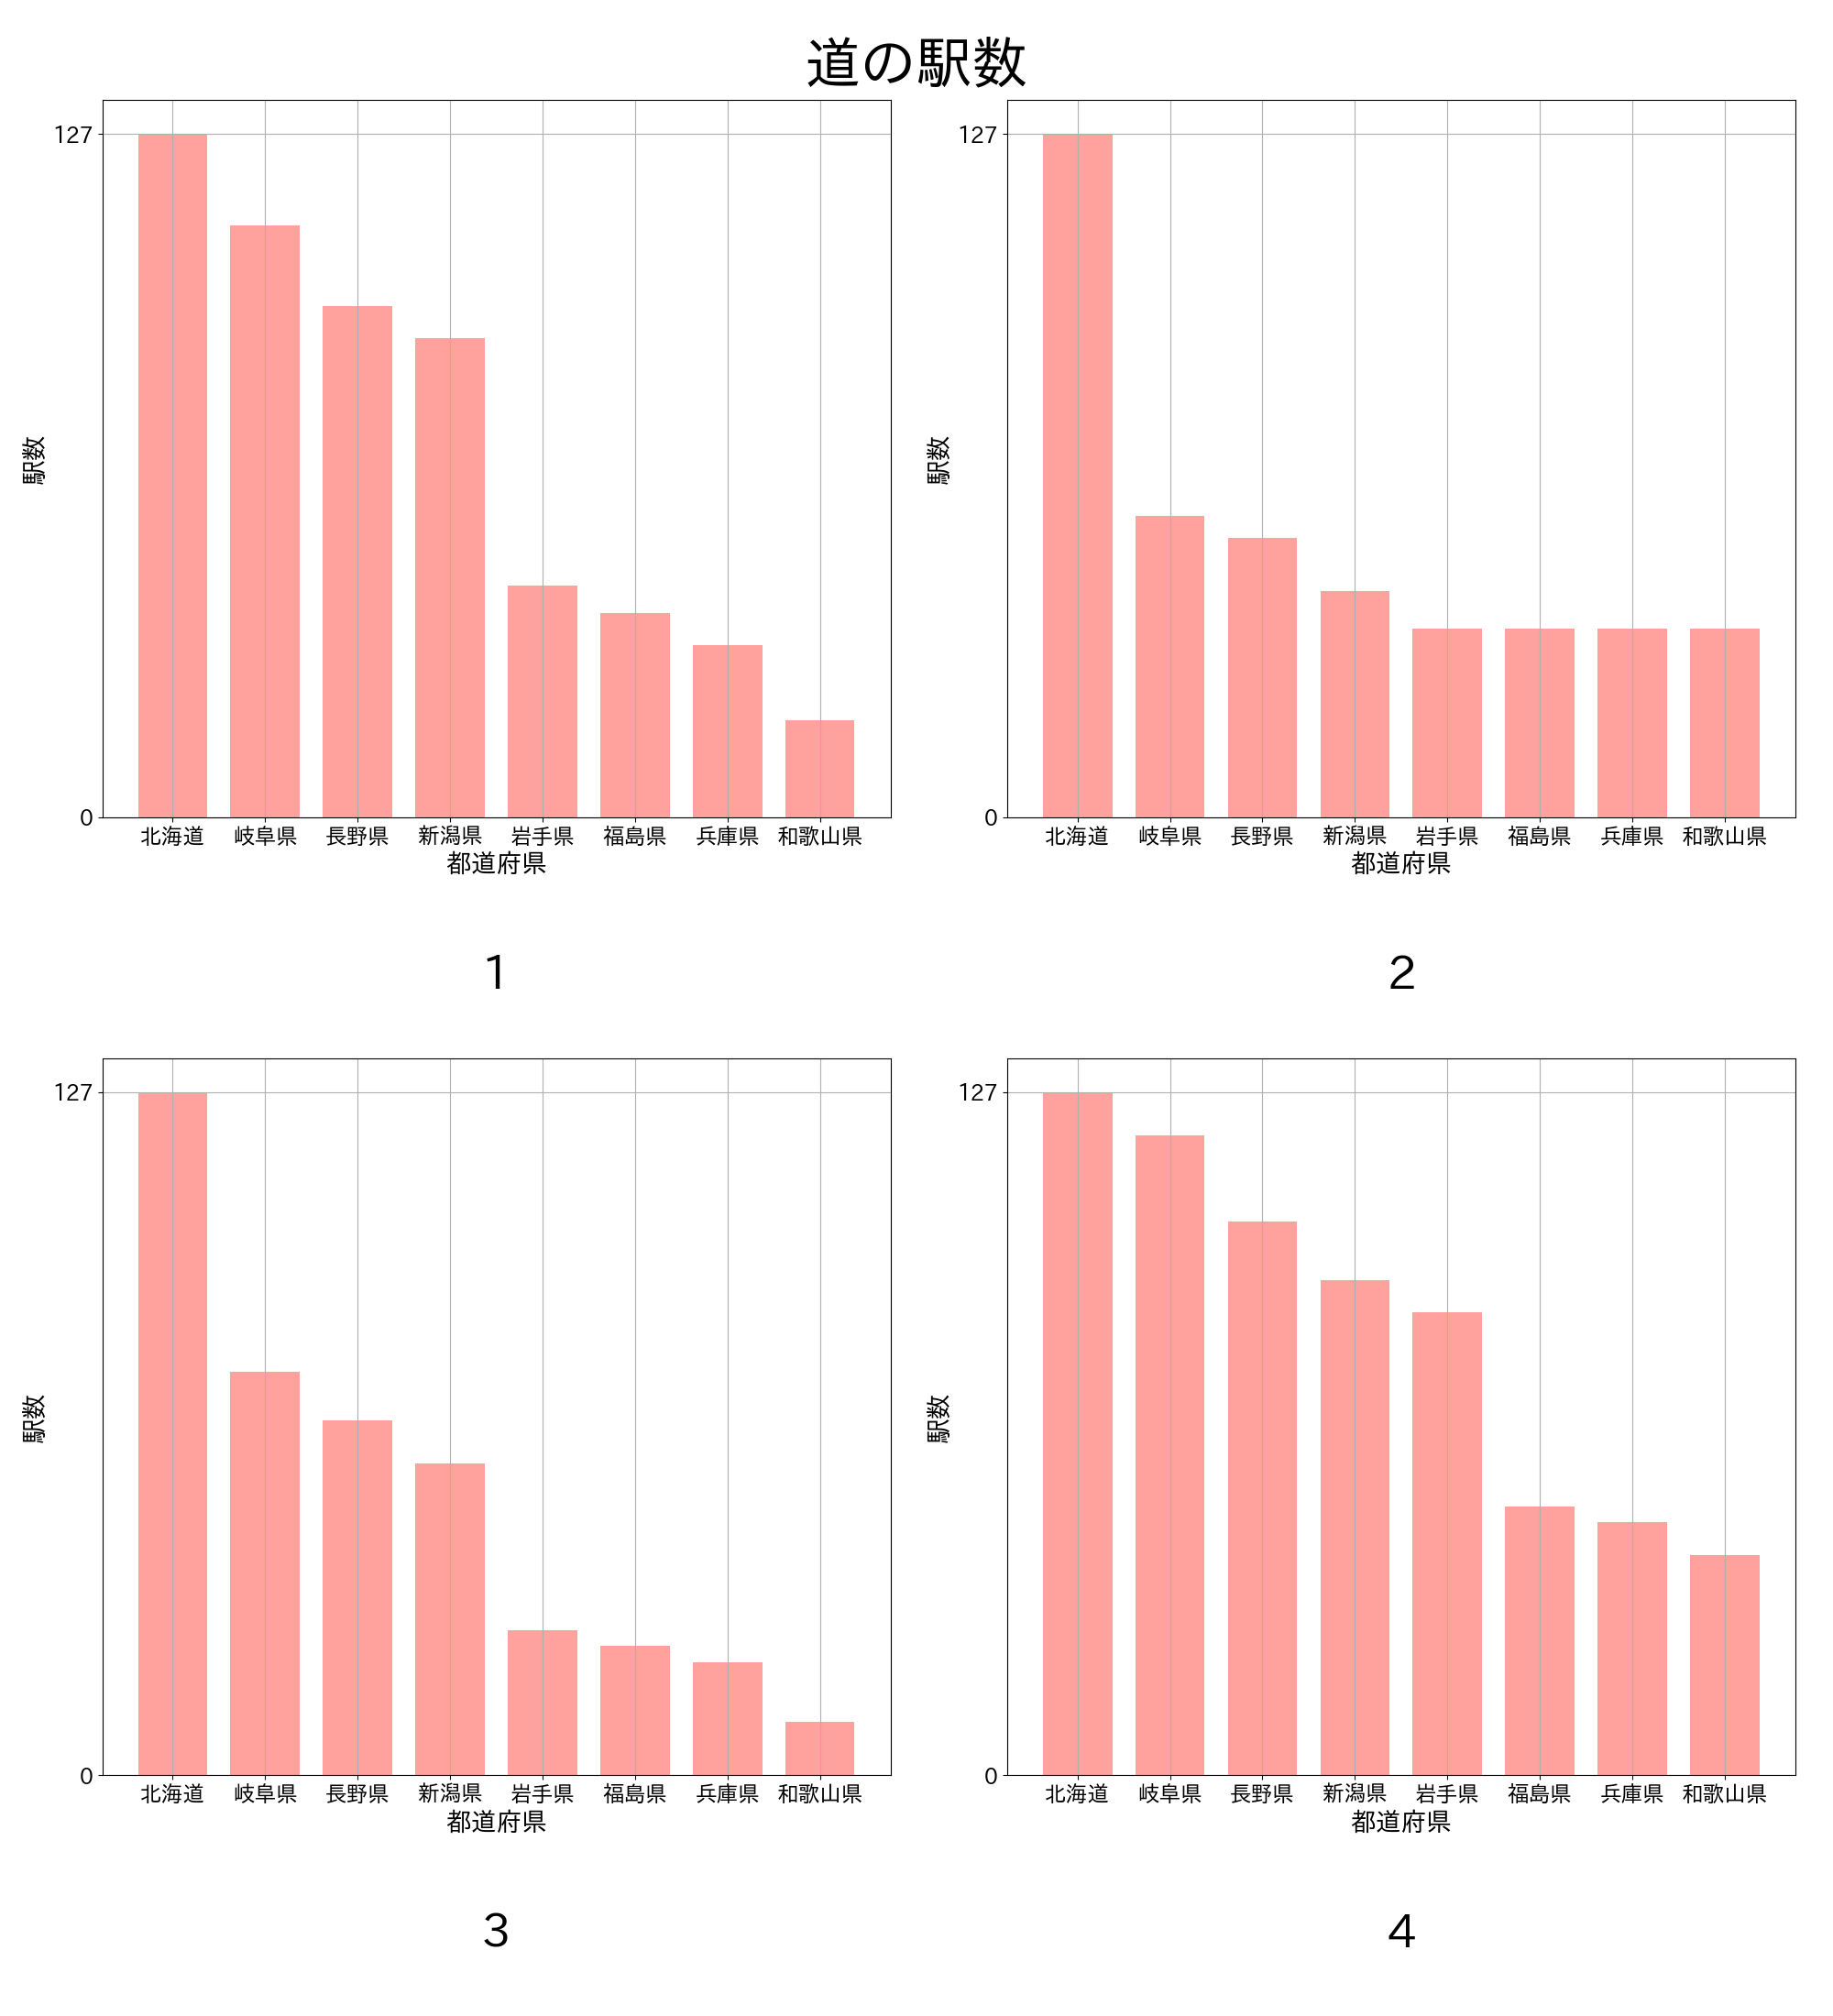 道の駅数
127
0
駅数
北海道 岐阜県 長野県 新潟県 岩手県 福島県 兵庫県 和歌山県
都道府県
1
127
0
駅数
北海道 岐阜県 長野県 新潟県 岩手県 福島県 兵庫県 和歌山県
都道府県
2
127
0
駅数
北海道 岐阜県 長野県 新潟県 岩手県 福島県 兵庫県 和歌山県
都道府県
3
127
0
駅数
北海道 岐阜県 長野県 新潟県 岩手県 福島県 兵庫県 和歌山県
都道府県
4